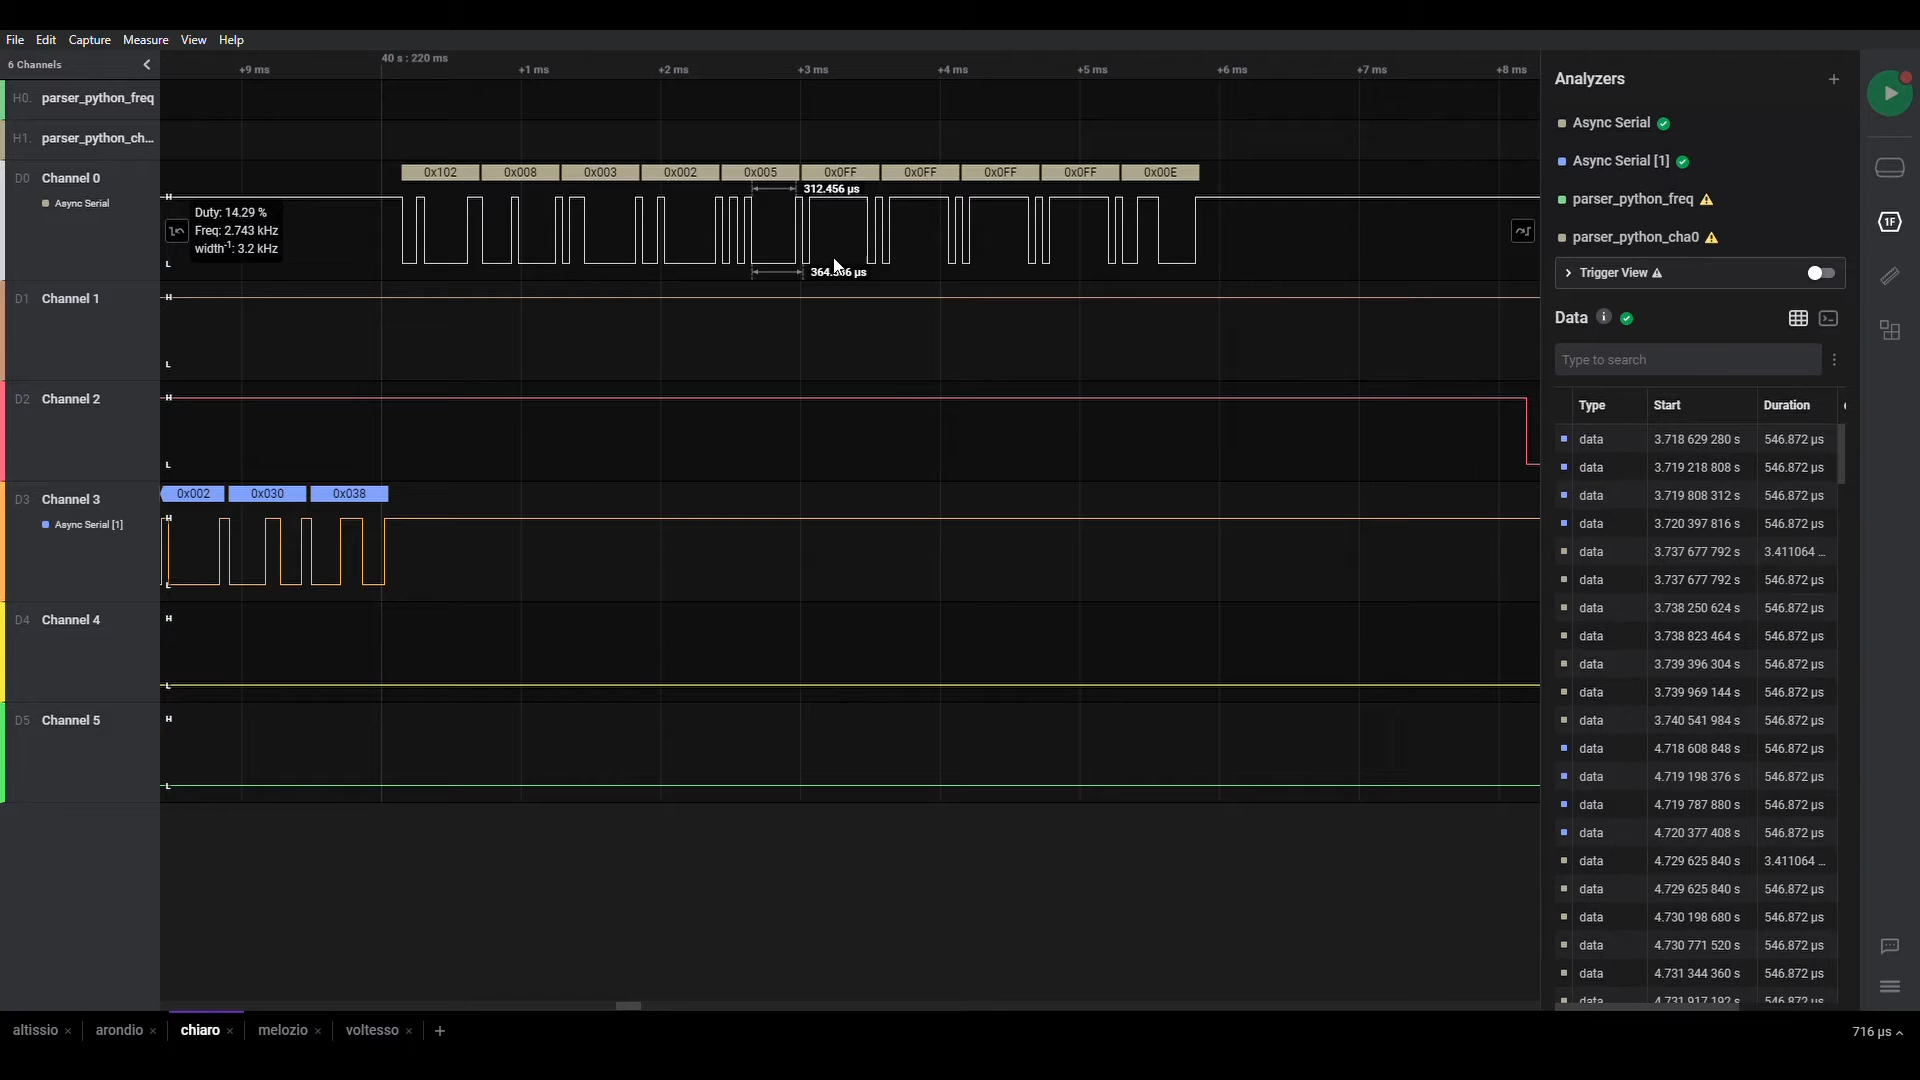 File Edit Capture Measure View Help
6 Channels
40 s : 220 ms
+9 ms +1 ms +2 ms +3 ms +4 ms +5 ms +6 ms +7 ms +8 ms
H0. parser_python_freq
H1. parser_python_ch...
D0 Channel 0
Async Serial
0x102 0x008 0x003 0x002 0x005 0x0FF 0x0FF 0x0FF 0x0FF 0x00E
312.456 µs
H
Duty: 14.29 %
Freq: 2.743 kHz
width-1: 3.2 kHz
L
D1 Channel 1
H
L
D2 Channel 2
H
L
D3 Channel 3
Async Serial [1]
0x002 0x030 0x038
H
L
D4 Channel 4
H
L
D5 Channel 5
H
L
Analyzers
Async Serial
Async Serial [1]
parser_python_freq
parser_python_cha0
Trigger View
Data
Type to search
Type Start Duration
data 3.718 629 280 s 546.872 µs
data 3.719 218 808 s 546.872 µs
data 3.719 808 312 s 546.872 µs
data 3.720 397 816 s 546.872 µs
data 3.737 677 792 s 3.411064 ...
data 3.737 677 792 s 546.872 µs
data 3.738 250 624 s 546.872 µs
data 3.738 823 464 s 546.872 µs
data 3.739 396 304 s 546.872 µs
data 3.739 969 144 s 546.872 µs
data 3.740 541 984 s 546.872 µs
data 4.718 608 848 s 546.872 µs
data 4.719 198 376 s 546.872 µs
data 4.719 787 880 s 546.872 µs
data 4.720 377 408 s 546.872 µs
data 4.729 625 840 s 3.411064 ...
data 4.729 625 840 s 546.872 µs
data 4.730 198 680 s 546.872 µs
data 4.730 771 520 s 546.872 µs
data 4.731 344 360 s 546.872 µs
data 4.731 917 192 s 546.872 µs
1F
altissio × arondio × chiaro × melozio × voltesso × +
716 µs